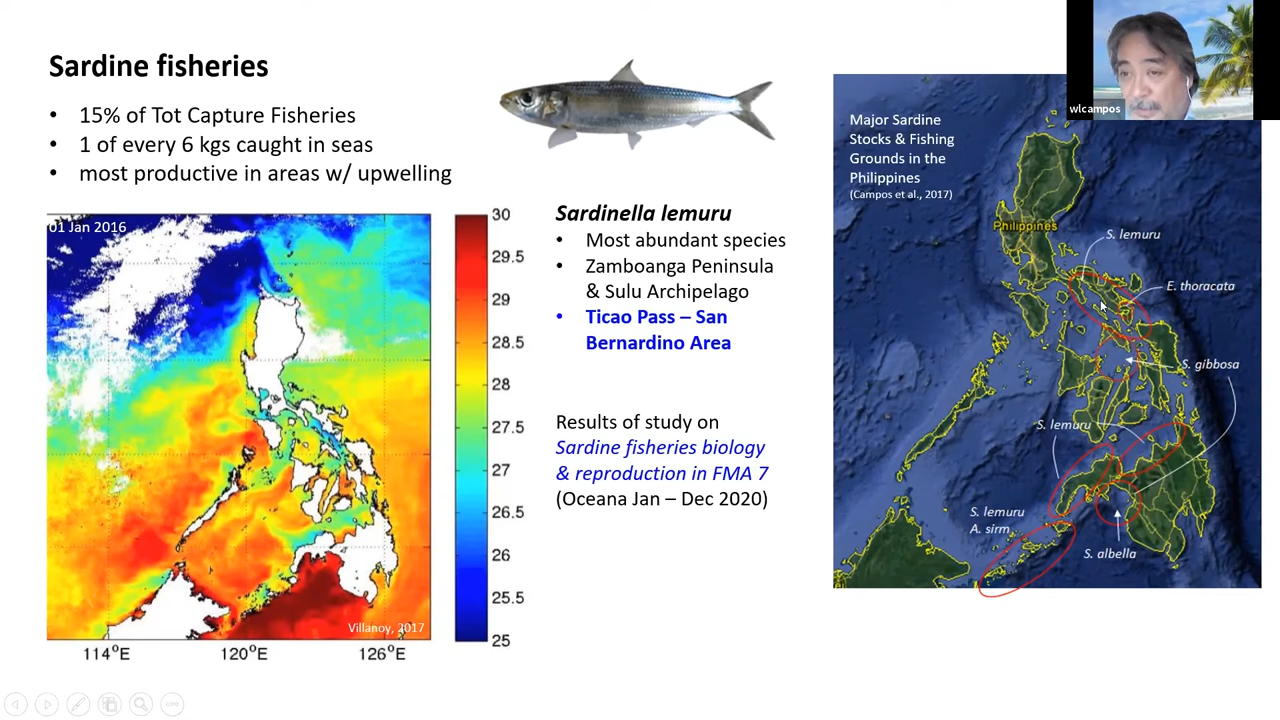 Sardine fisheries
• 15% of Tot Capture Fisheries
• 1 of every 6 kgs caught in seas
• most productive in areas w/ upwelling
01 Jan 2016
30
29.5
29
28.5
28
27.5
27
26.5
26
25.5
25
Villanoy, 2017
114°E
120°E
126°E
Sardinella lemuru
• Most abundant species
• Zamboanga Peninsula
& Sulu Archipelago
• Ticao Pass – San
Bernardino Area
Results of study on
Sardine fisheries biology
& reproduction in FMA 7
(Oceana Jan – Dec 2020)
wlcampos
Major Sardine
Stocks & Fishing
Grounds in the
Philippines
(Campos et al., 2017)
Philippines
S. lemuru
E. thoracata
S. gibbosa
S. lemuru
S. lemuru
A. sirm
S. albella